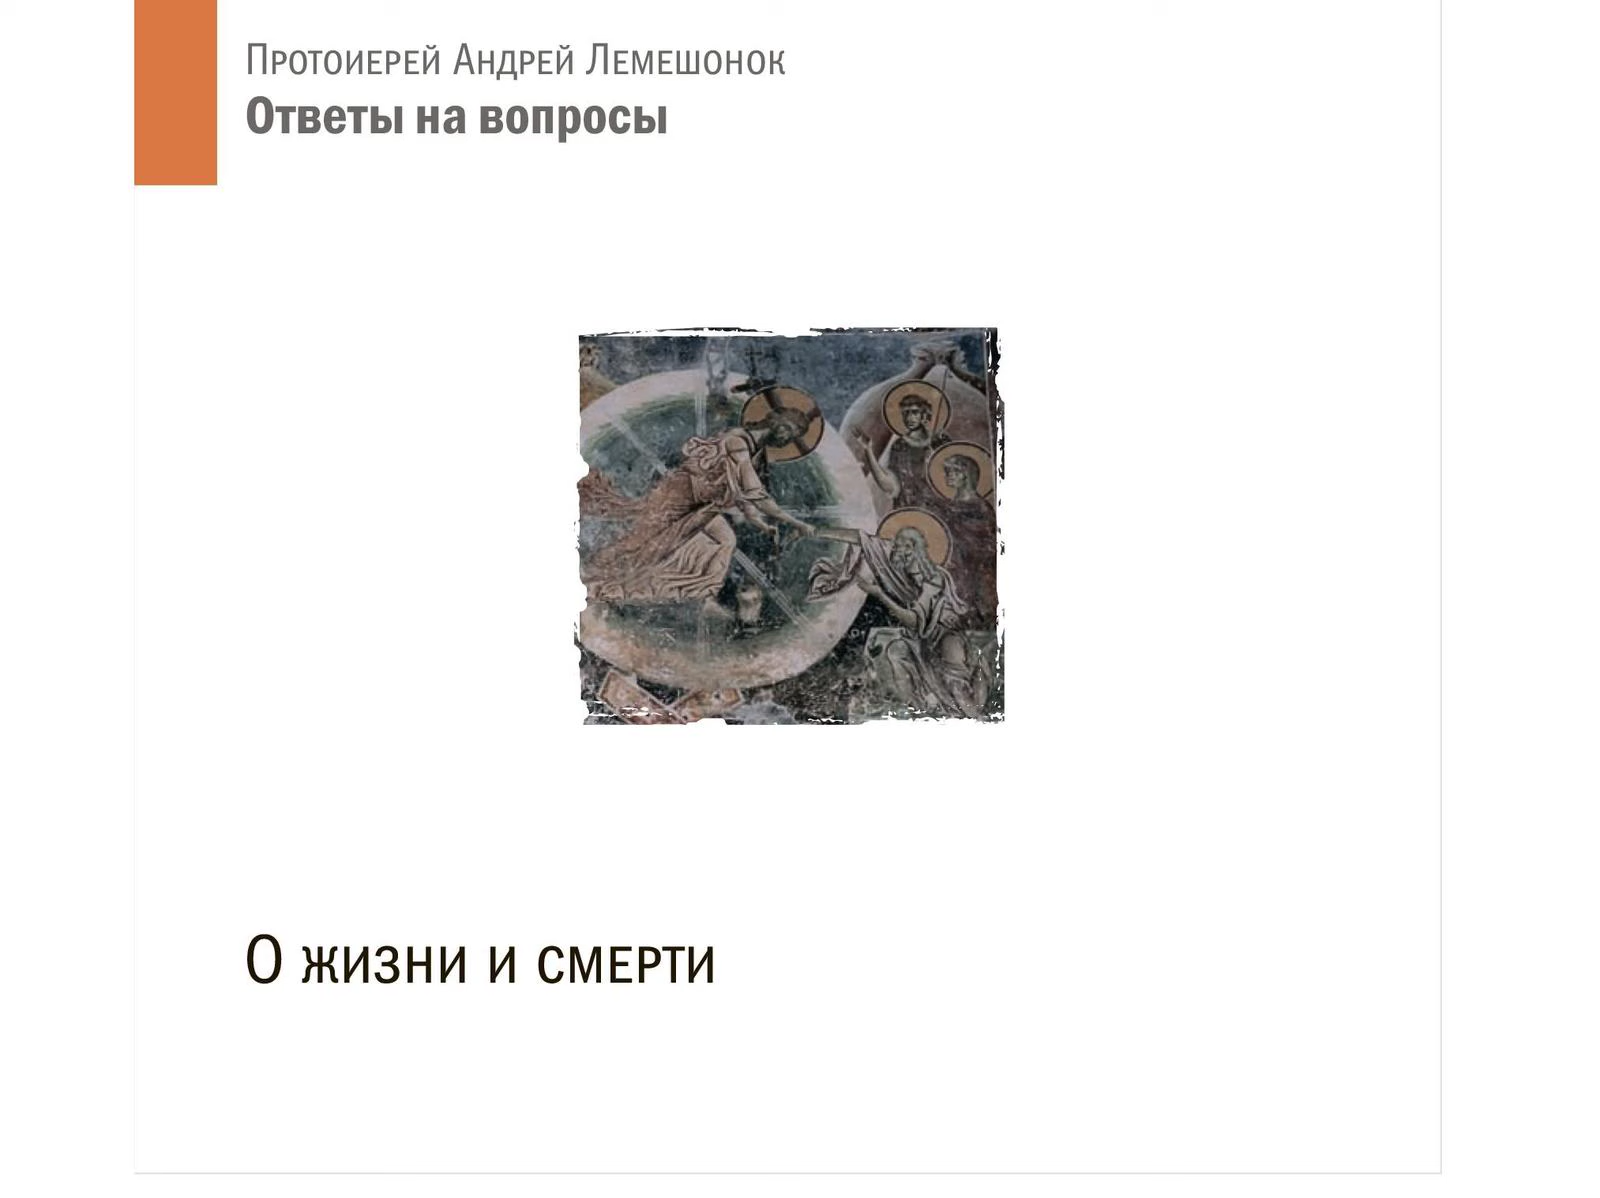 Протоиерей Андрей Лемешонок
Ответы на вопросы
О жизни и смерти